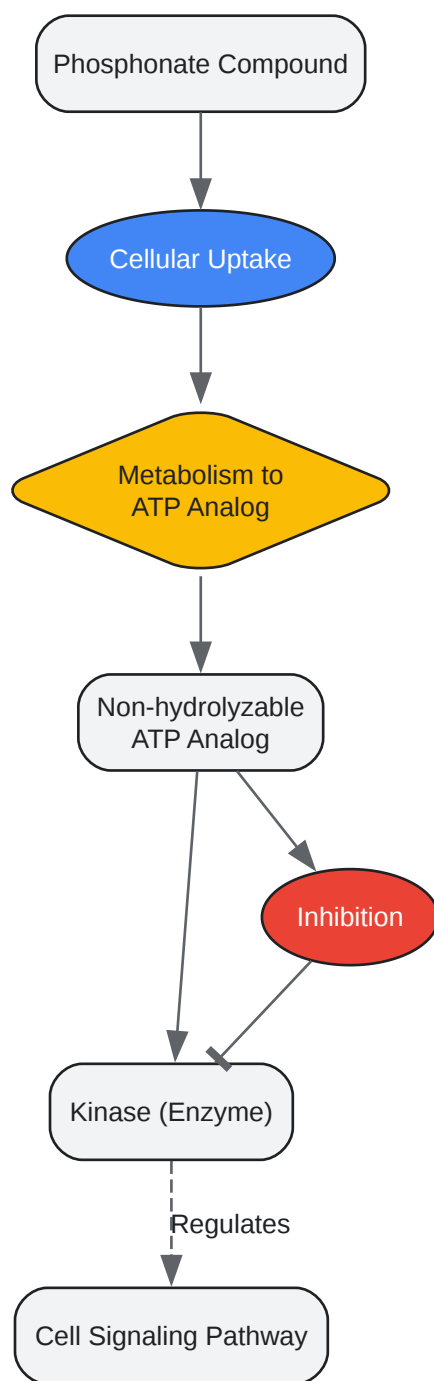 Phosphonate Compound
Cellular Uptake
Metabolism to
ATP Analog
Non-hydrolyzable
ATP Analog
Inhibition
Kinase (Enzyme)
Regulates
Cell Signaling Pathway